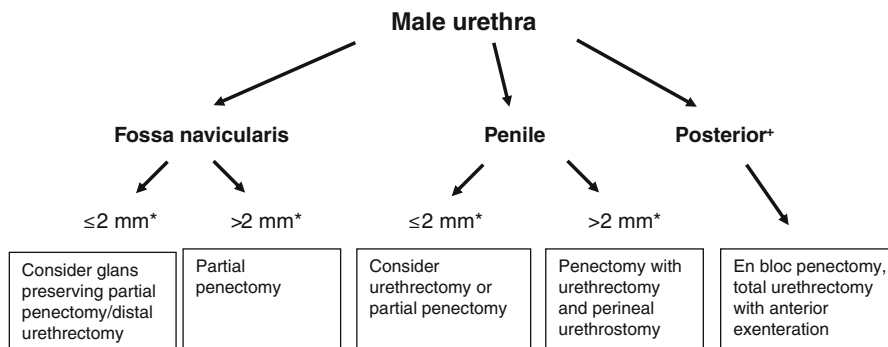 Male urethra
Fossa navicularis
Penile
Posterior+
≤2 mm*
>2 mm*
≤2 mm*
>2 mm*
Consider glans
preserving partial
penectomy/distal
urethrectomy
Partial
penectomy
Consider
urethrectomy or
partial penectomy
Penectomy with
urethrectomy
and perineal
urethrostomy
En bloc penectomy,
total urethrectomy
with anterior
exenteration